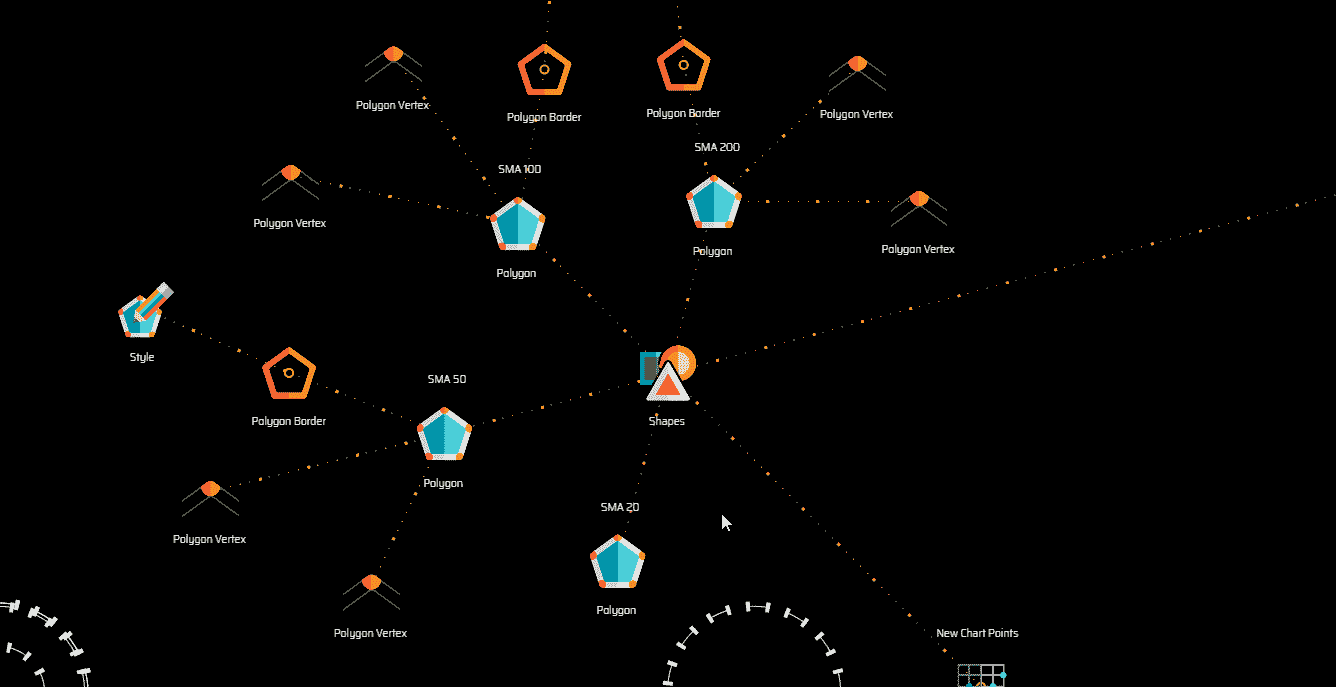 Polygon Vertex
Polygon Border
Polygon Border
Polygon Vertex
SMA 200
SMA 100
Polygon Vertex
Polygon
Polygon Vertex
Polygon
Style
SMA 50
Polygon Border
Shapes
Polygon
SMA 20
Polygon Vertex
Polygon
Polygon Vertex
New Chart Points